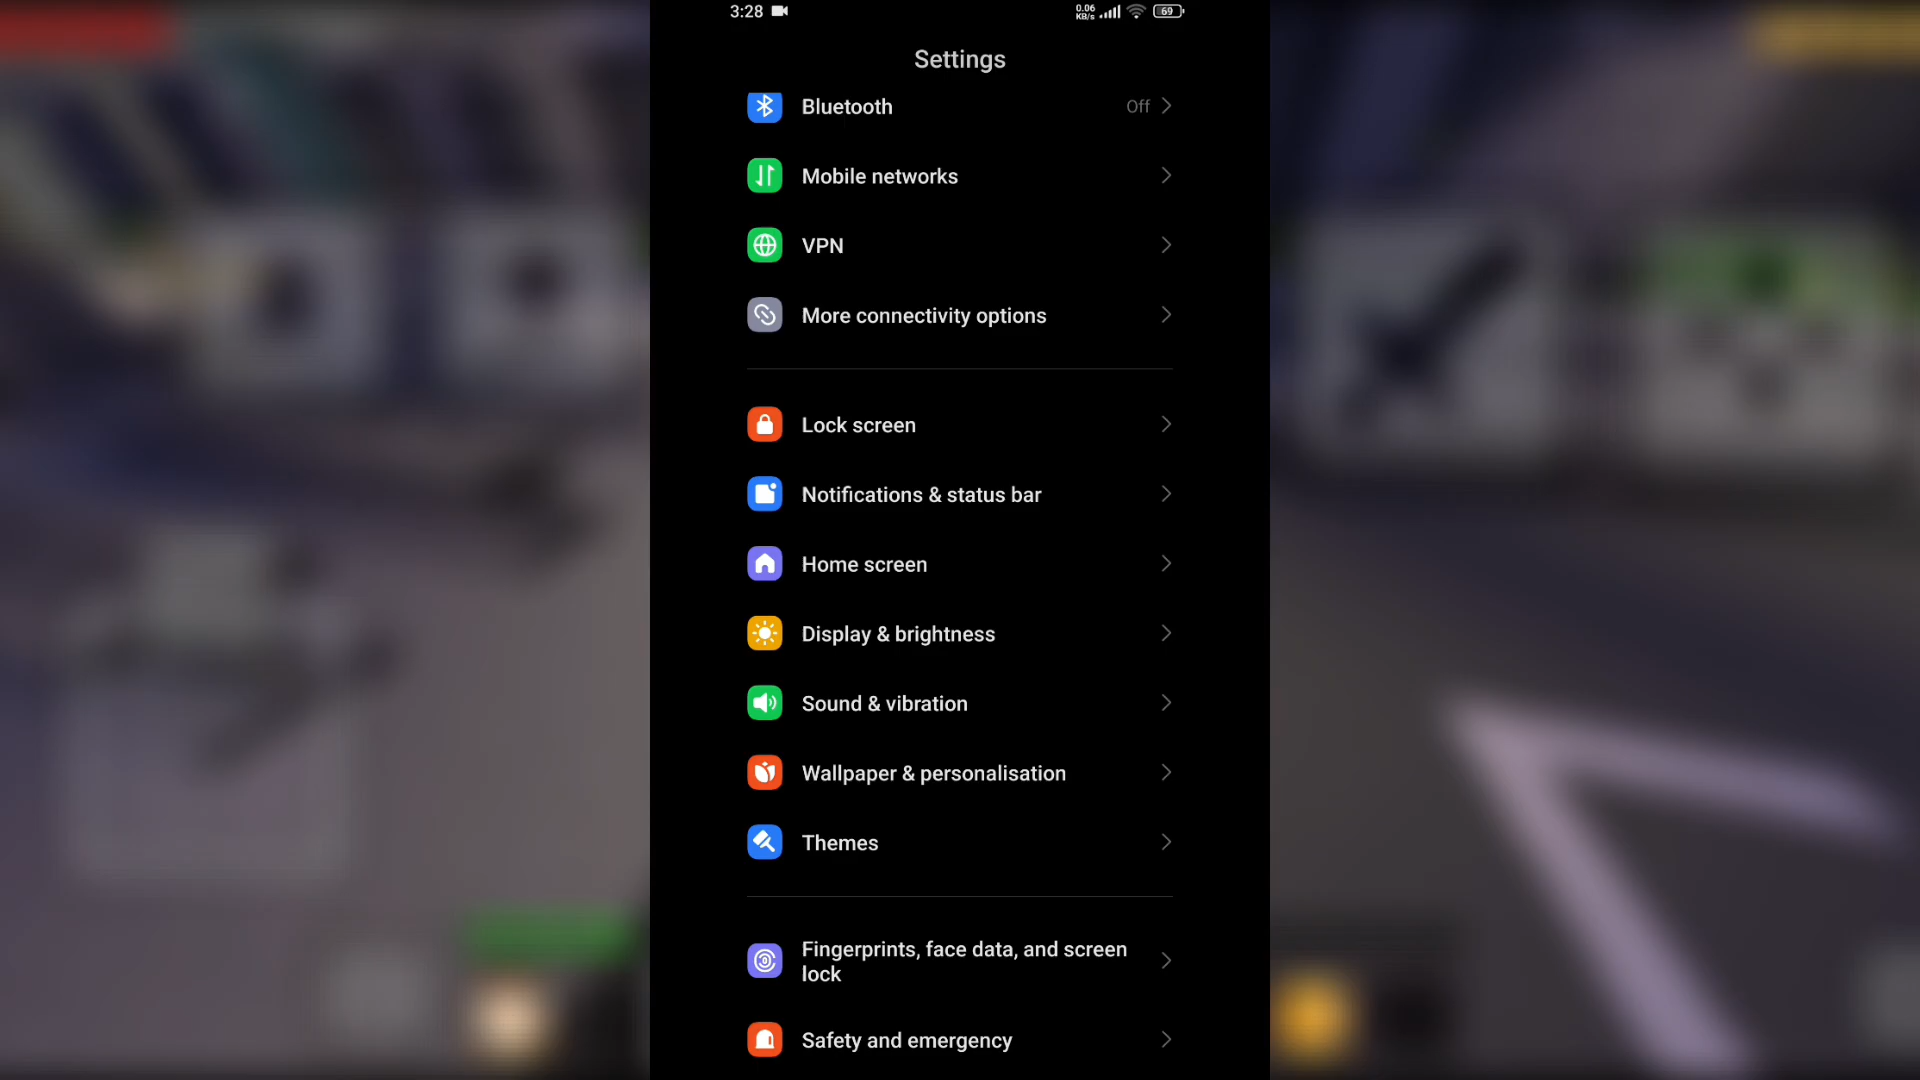 3:28
0.06
KB/s
69
Settings
Bluetooth
Off
Mobile networks
VPN
More connectivity options
Lock screen
Notifications & status bar
Home screen
Display & brightness
Sound & vibration
Wallpaper & personalisation
Themes
Fingerprints, face data, and screen
lock
Safety and emergency